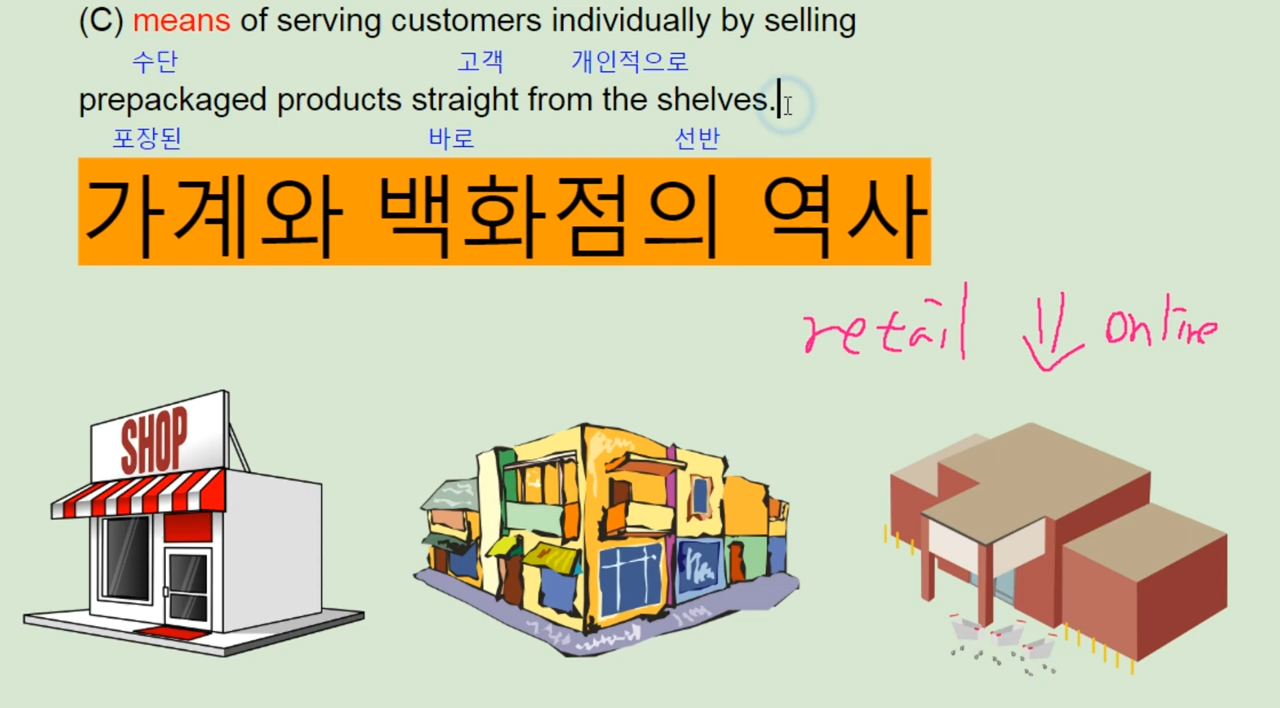 (C) means of serving customers individually by selling
수단 고객 개인적으로
prepackaged products straight from the shelves.
포장된 바로 선반
가계와 백화점의 역사
retail online
SHOP